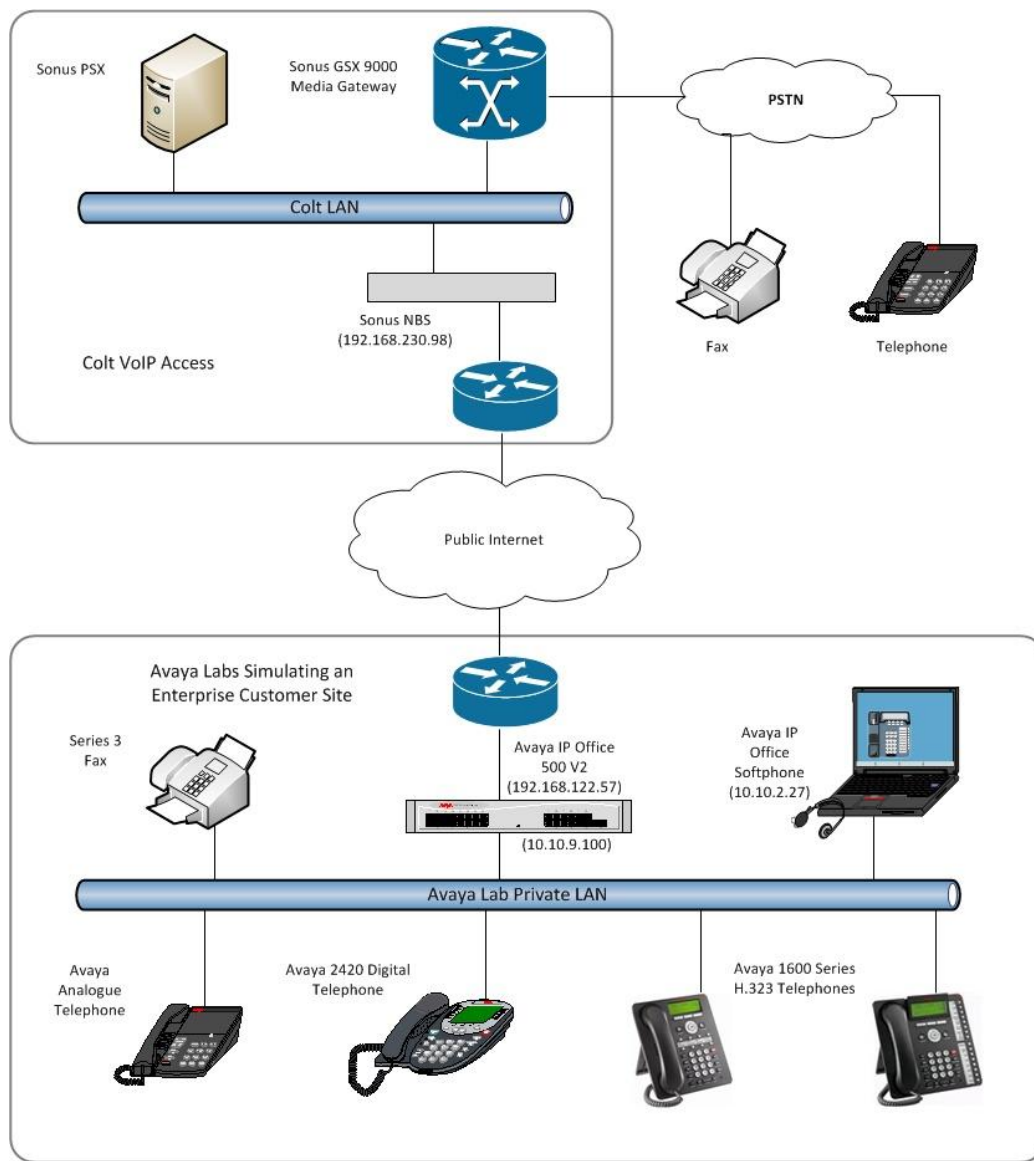 Sonus PSX
Sonus GSX 9000
Media Gateway
PSTN
Colt LAN
Sonus NBS
(192.168.230.98)
Colt VoIP Access
Fax
Telephone
Public Internet
Avaya Labs Simulating an
Enterprise Customer Site
Series 3
Fax
Avaya IP Office
500 V2
(192.168.122.57)
(10.10.9.100)
Avaya IP
Office
Softphone
(10.10.2.27)
Avaya Lab Private LAN
Avaya
Analogue
Telephone
Avaya 2420 Digital
Telephone
Avaya 1600 Series
H.323 Telephones